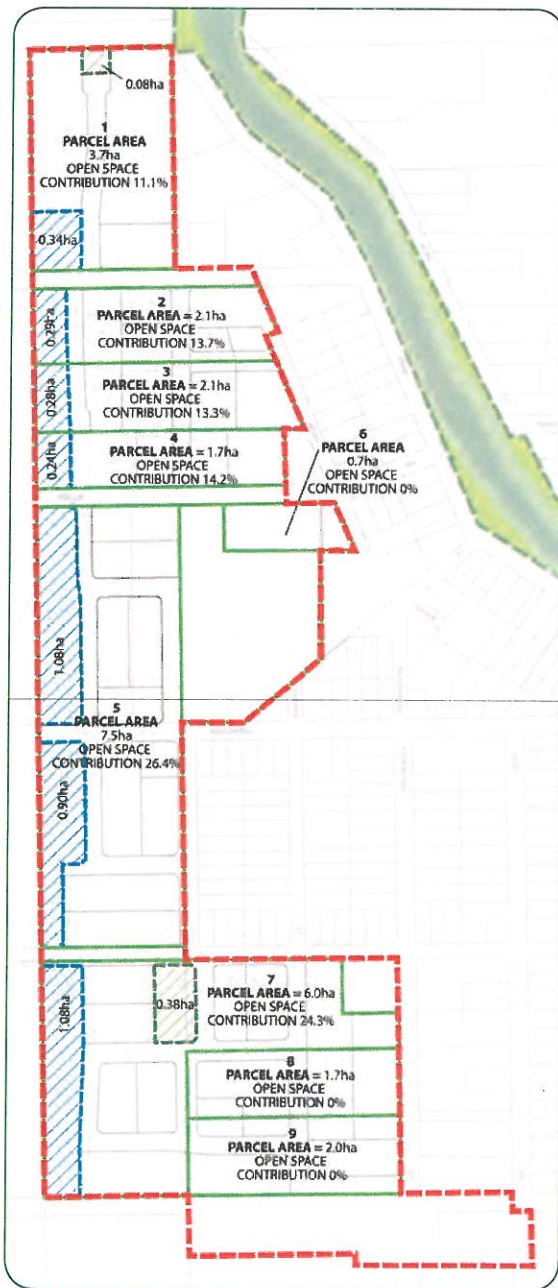 0.08ha
1
PARCEL AREA
3.7ha
OPEN SPACE
CONTRIBUTION 11.1%
0.34ha
2
PARCEL AREA = 2.1ha
OPEN SPACE
CONTRIBUTION 13.7%
0.29ha
3
PARCEL AREA = 2.1ha
OPEN SPACE
CONTRIBUTION 13.3%
0.28ha
4
PARCEL AREA = 1.7ha
OPEN SPACE
CONTRIBUTION 14.2%
0.24ha
6
PARCEL AREA
0.7ha
OPEN SPACE
CONTRIBUTION 0%
1.08ha
5
PARCEL AREA
7.5ha
OPEN SPACE
CONTRIBUTION 26.4%
0.90ha
7
PARCEL AREA = 6.0ha
OPEN SPACE
CONTRIBUTION 24.3%
0.38ha
1.08ha
8
PARCEL AREA = 1.7ha
OPEN SPACE
CONTRIBUTION 0%
9
PARCEL AREA = 2.0ha
OPEN SPACE
CONTRIBUTION 0%